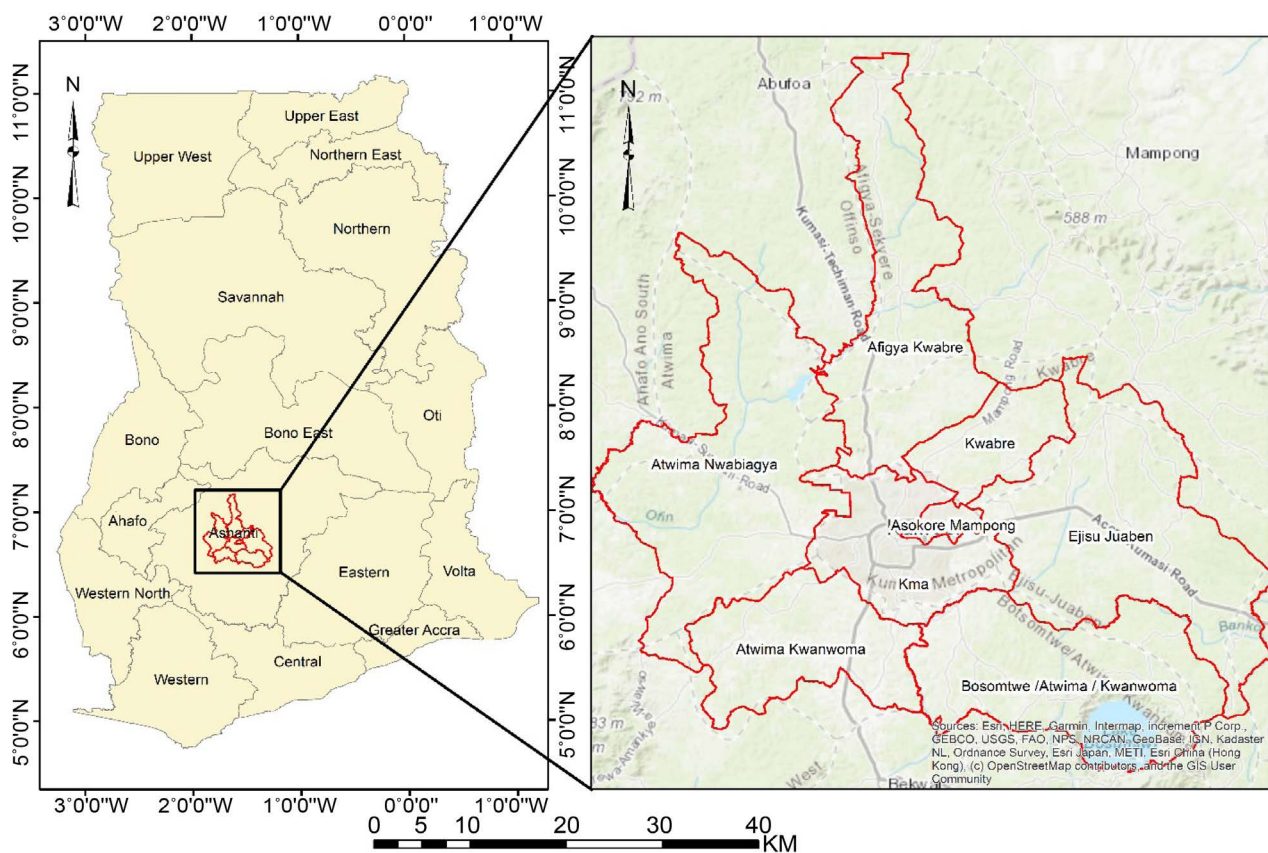 3°0'0"W 2°0'0"W 1°0'0"W 0°0'0" 1°0'0"W
N
11°0'0"N
10°0'0"N
9°0'0"N
8°0'0"N
7°0'0"N
6°0'0"N
5°0'0"N
Upper East
Upper West
Northern East
Northern
Savannah
Oti
Bono
Bono East
Ahafo
Ashanti
Eastern
Volta
Western North
Greater Accra
Central
Western
11°0'0"N
10°0'0"N
9°0'0"N
8°0'0"N
7°0'0"N
6°0'0"N
5°0'0"N
3°0'0"W 2°0'0"W 1°0'0"W 0°0'0" 1°0'0"W
N
Abufoa
Mampong
588 m
Afigya-Sekyere
Offinso
Kumasi-Techiman Road
Ahafo Ano South
Atwima
Afigya Kwabre
Mampong Road
Kwabre
Kwabre
Atwima Nwabiagya
Ofin
Asokore Mampong
Ejisu Juaben
Accra-Kumasi-Road
Kma
Metropolitan
Ejisu-Juaben
Botsomtwe/Atwima
Atwima Kwanwoma
Bosomtwe /Atwima / Kwanwoma
83 m
West
Sources: Esri, HERE, Garmin, Intermap, increment P Corp.,
GEBCO, USGS, FAO, NPS, NRCAN, GeoBase, IGN, Kadaster
NL, Ordnance Survey, Esri Japan, METI, Esri China (Hong
Kong), (c) OpenStreetMap contributors, and the GIS User
Community
0 5 10 20 30 40
KM